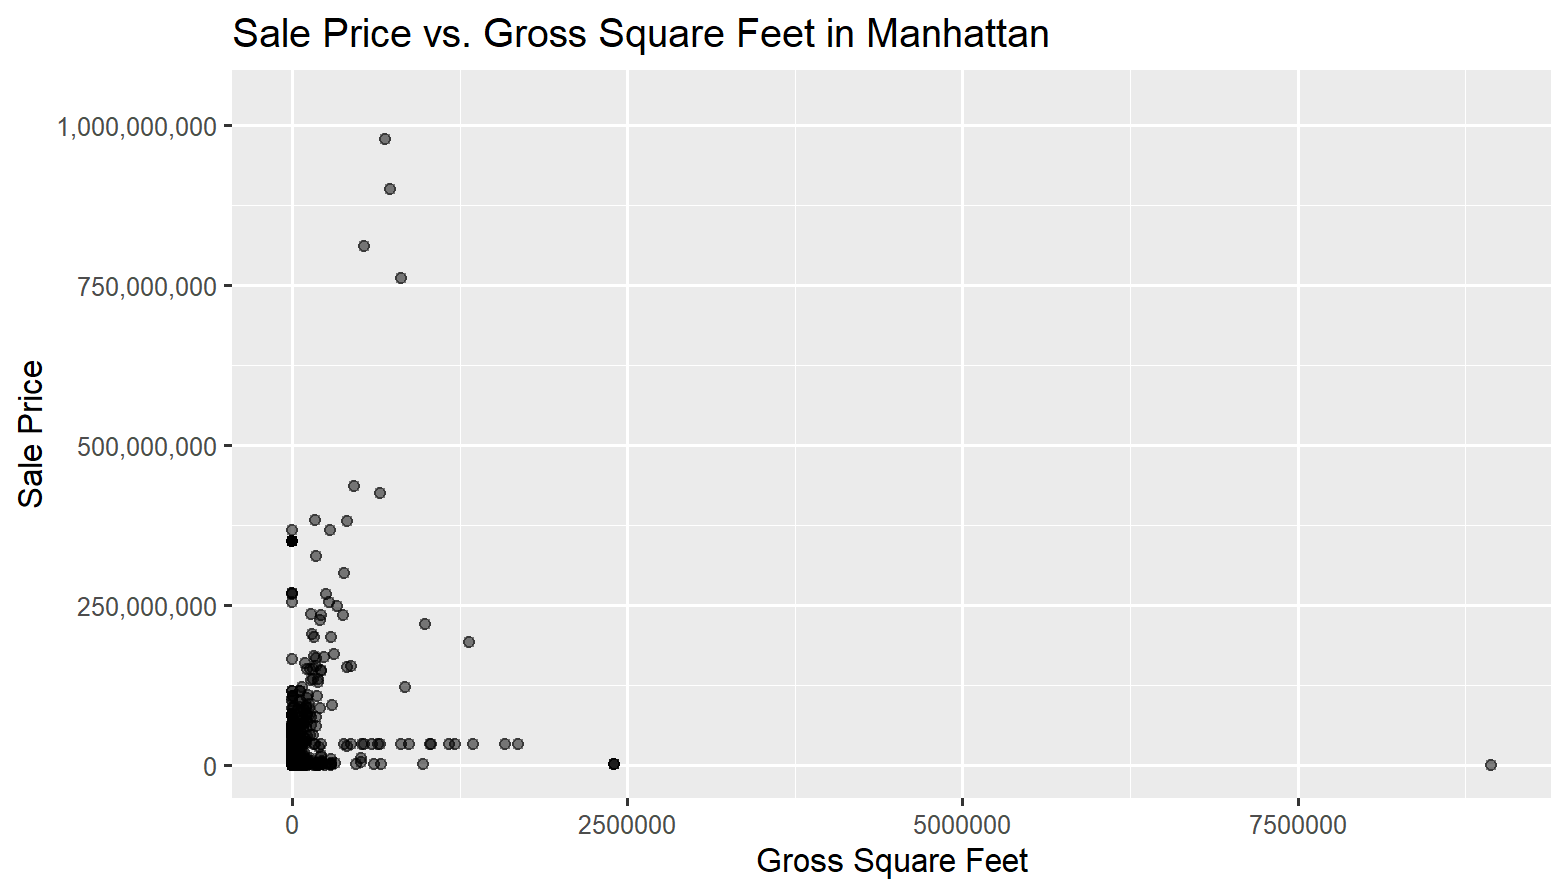 Sale Price vs. Gross Square Feet in Manhattan
1,000,000,000
750,000,000
500,000,000
250,000,000
0
Sale Price
0 2500000 5000000 7500000
Gross Square Feet